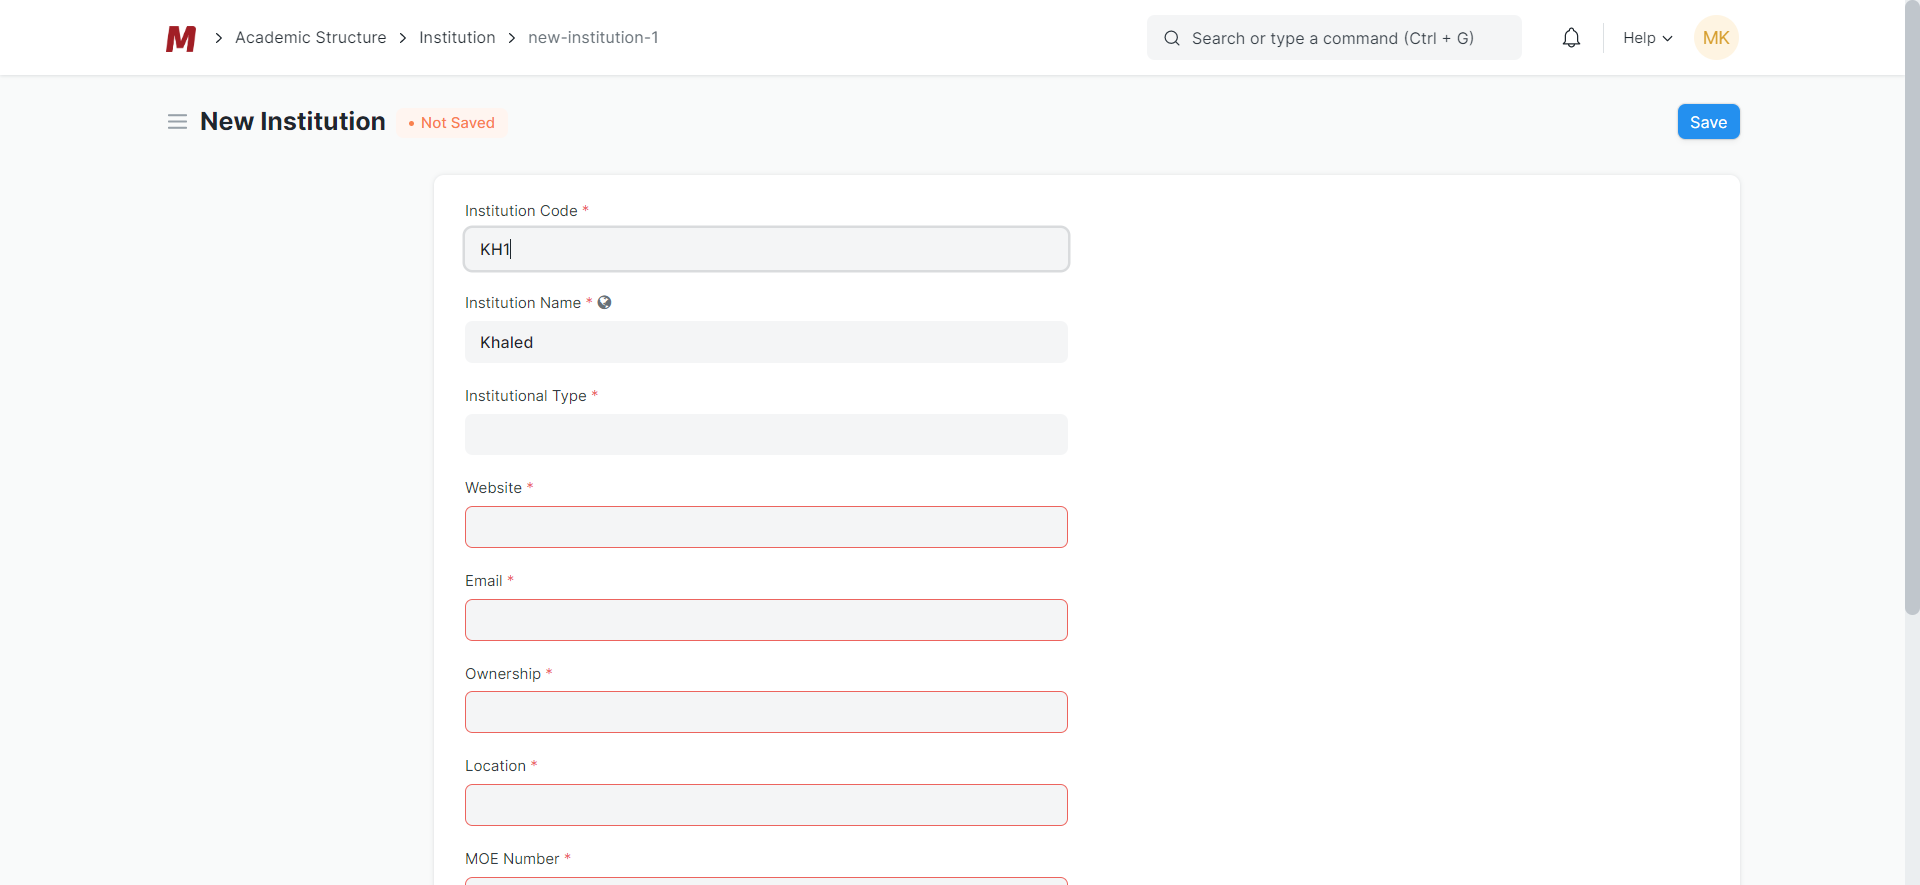 M > Academic Structure > Institution > new-institution-1 Search or type a command (Ctrl + G) Help MK
New Institution • Not Saved Save
Institution Code *
KH1
Institution Name *
Khaled
Institutional Type *
Website *
Email *
Ownership *
Location *
MOE Number *